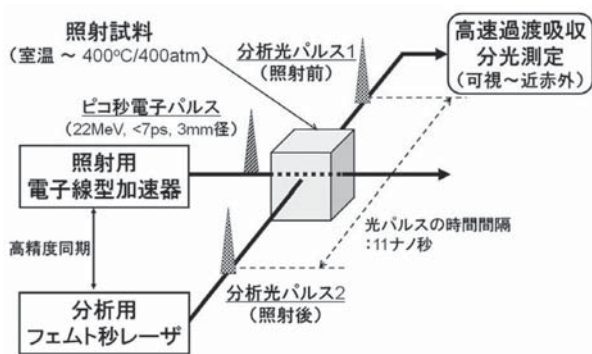 照射試料
(室温 ～ 400℃/400atm)
分析光パルス1
(照射前)
高速過渡吸収
分光測定
(可視～近赤外)
ピコ秒電子パルス
(22MeV, <7ps, 3mm径)
照射用
電子線型加速器
高精度同期
光パルスの時間間隔
:11ナノ秒
分析光パルス2
(照射後)
分析用
フェムト秒レーザ